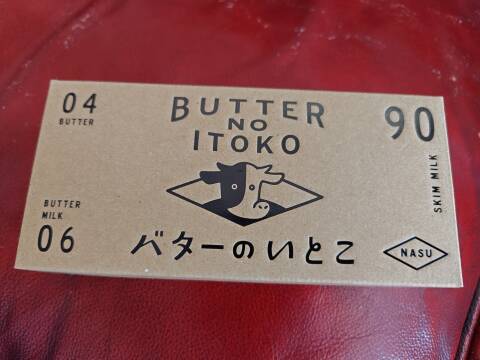 04
BUTTER
BUTTER
NO
ITOKO
90
SKIM MILK
BUTTER
MILK
06
バターのいとこ
NASU